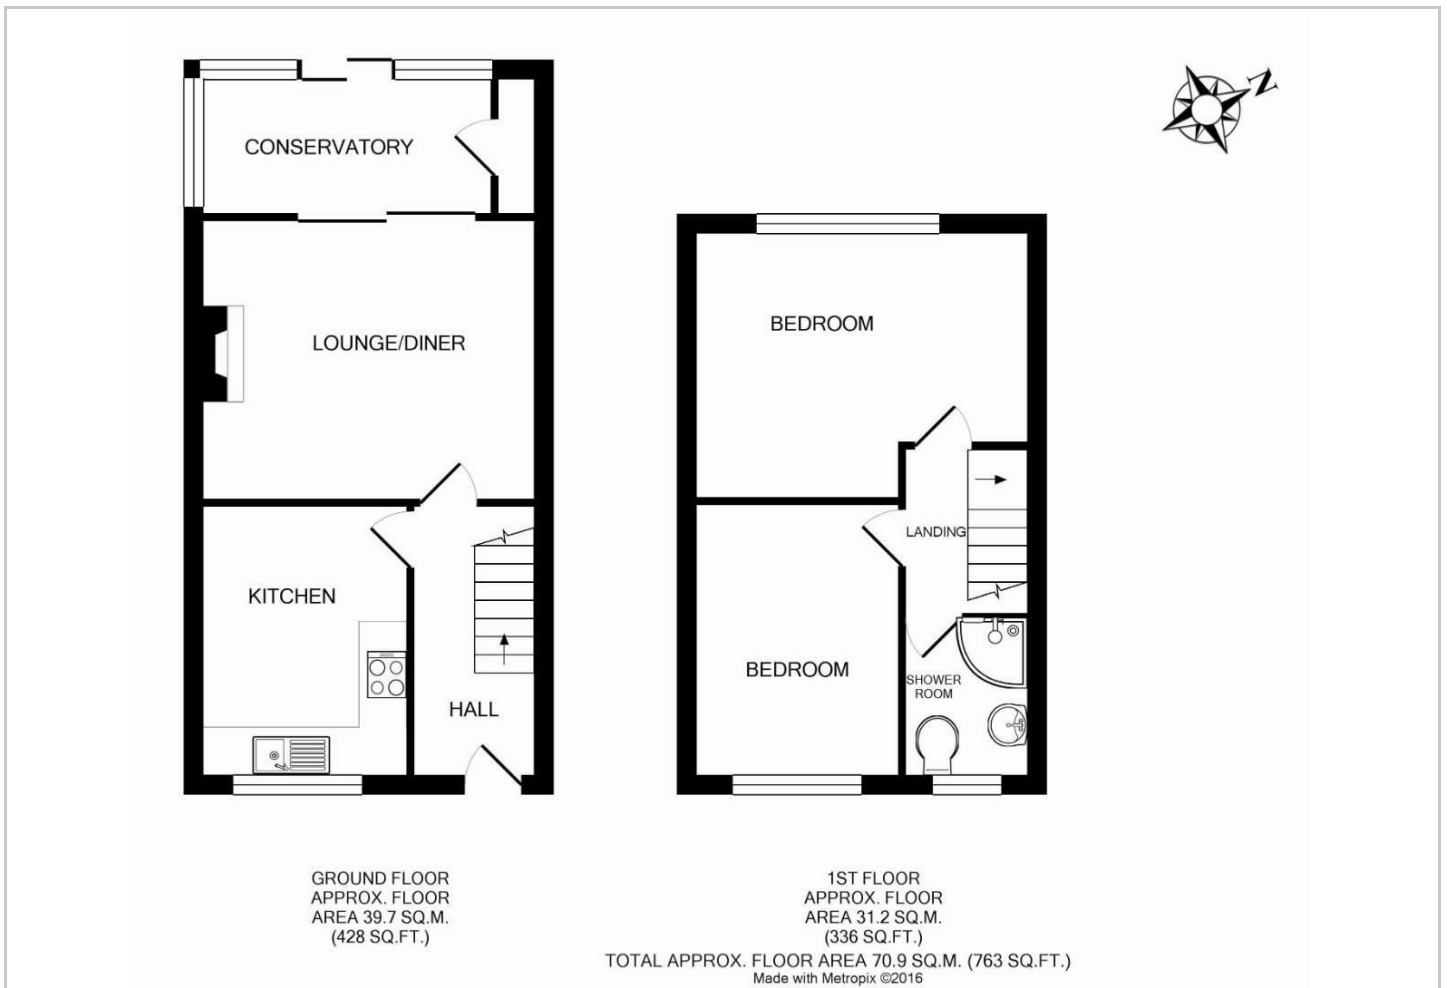 N
CONSERVATORY
LOUNGE/DINER
KITCHEN
HALL
BEDROOM
LANDING
BEDROOM
SHOWER
ROOM
GROUND FLOOR
APPROX. FLOOR
AREA 39.7 SQ.M.
(428 SQ.FT.)
1ST FLOOR
APPROX. FLOOR
AREA 31.2 SQ.M.
(336 SQ.FT.)
TOTAL APPROX. FLOOR AREA 70.9 SQ.M. (763 SQ.FT.)
Made with Metropix ©2016